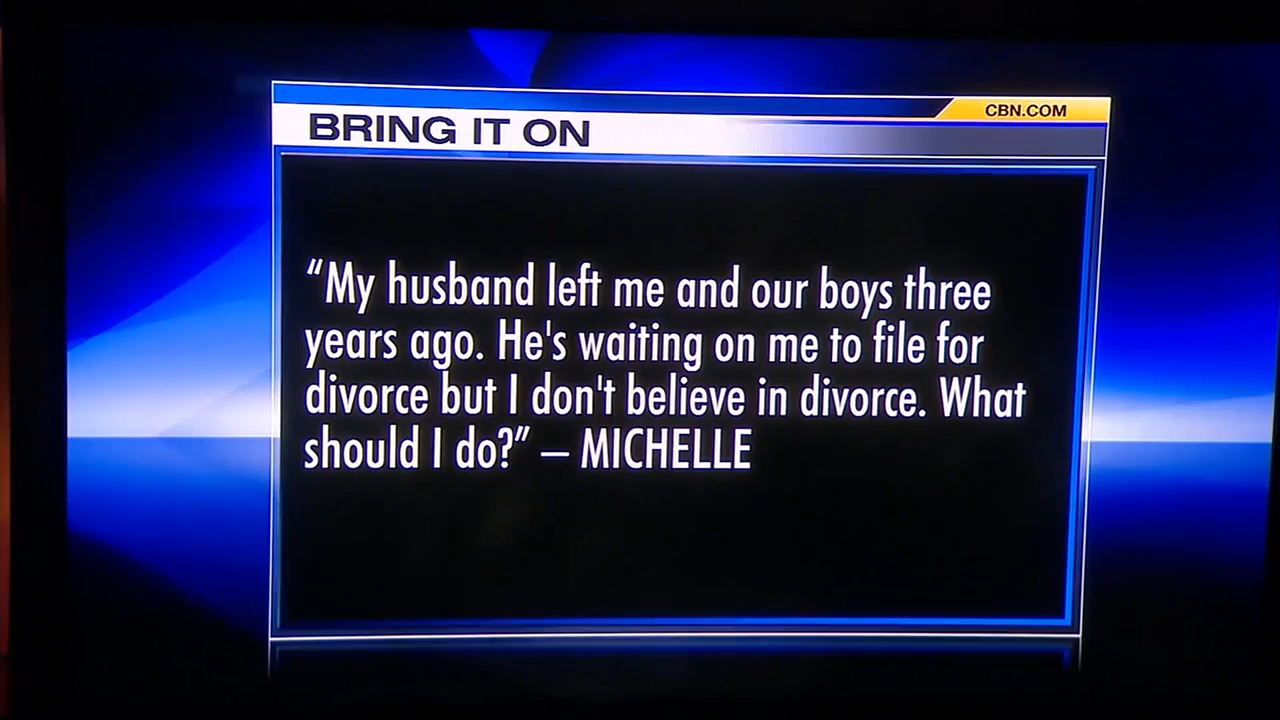 CBN.COM
BRING IT ON
“My husband left me and our boys three
years ago. He's waiting on me to file for
divorce but I don't believe in divorce. What
should I do?” – MICHELLE